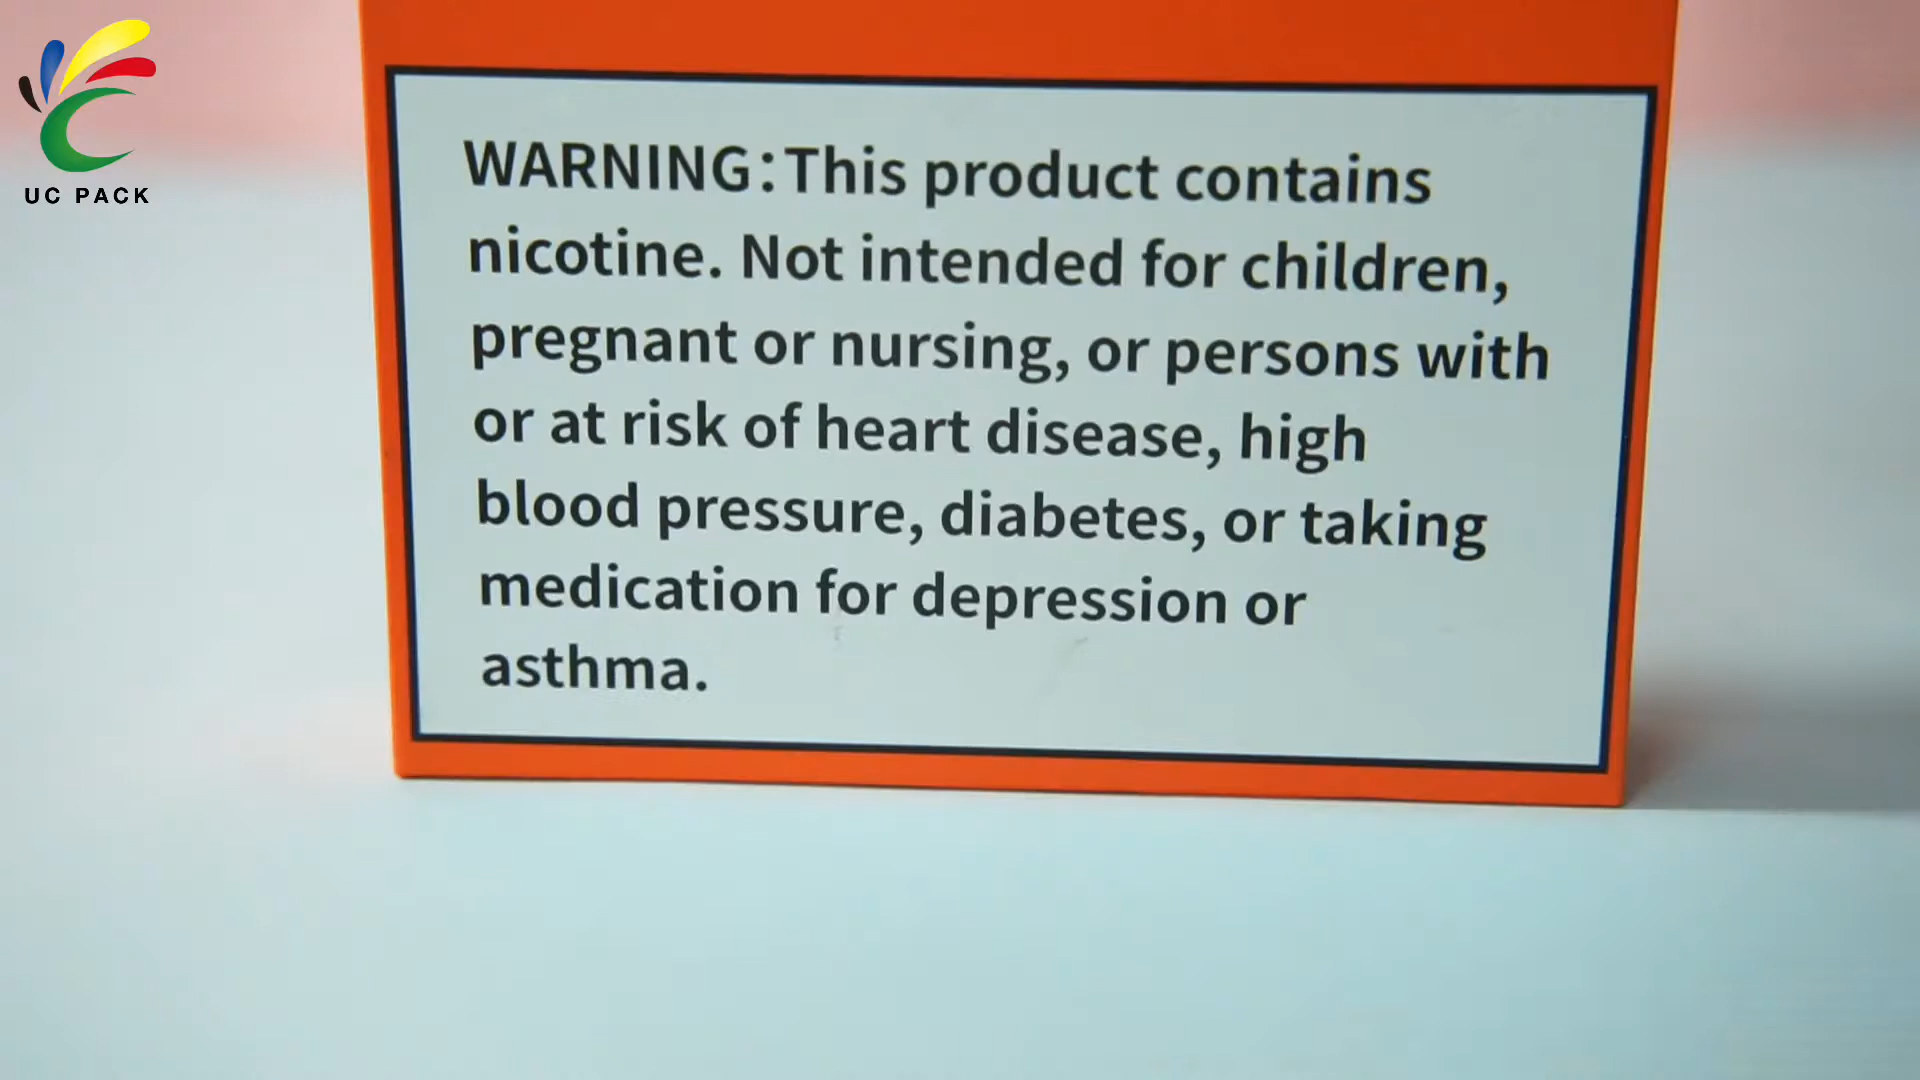 UC PACK
WARNING:This product contains
nicotine. Not intended for children,
pregnant or nursing, or persons with
or at risk of heart disease, high
blood pressure, diabetes, or taking
medication for depression or
asthma.